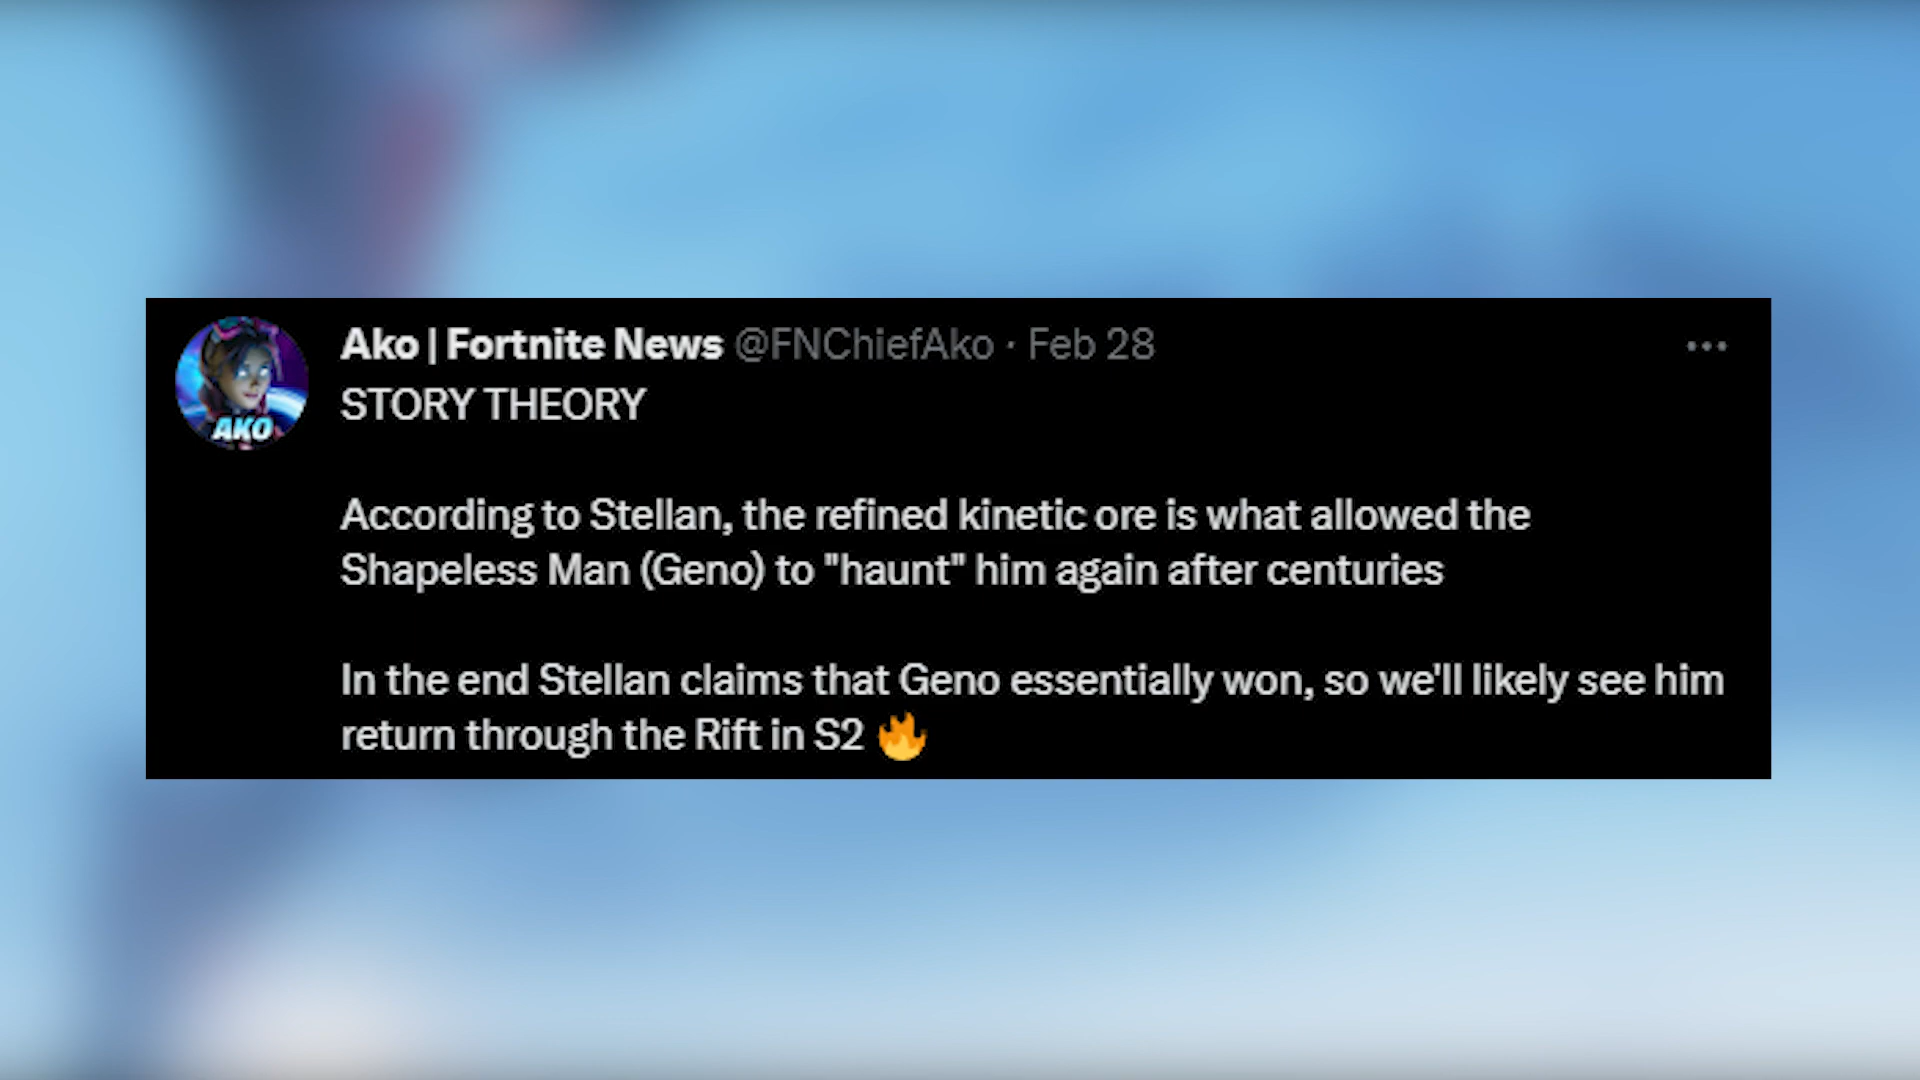 Ako | Fortnite News @FNChiefAko · Feb 28
STORY THEORY
AKO
According to Stellan, the refined kinetic ore is what allowed the
Shapeless Man (Geno) to "haunt" him again after centuries
In the end Stellan claims that Geno essentially won, so we'll likely see him
return through the Rift in S2 🔥